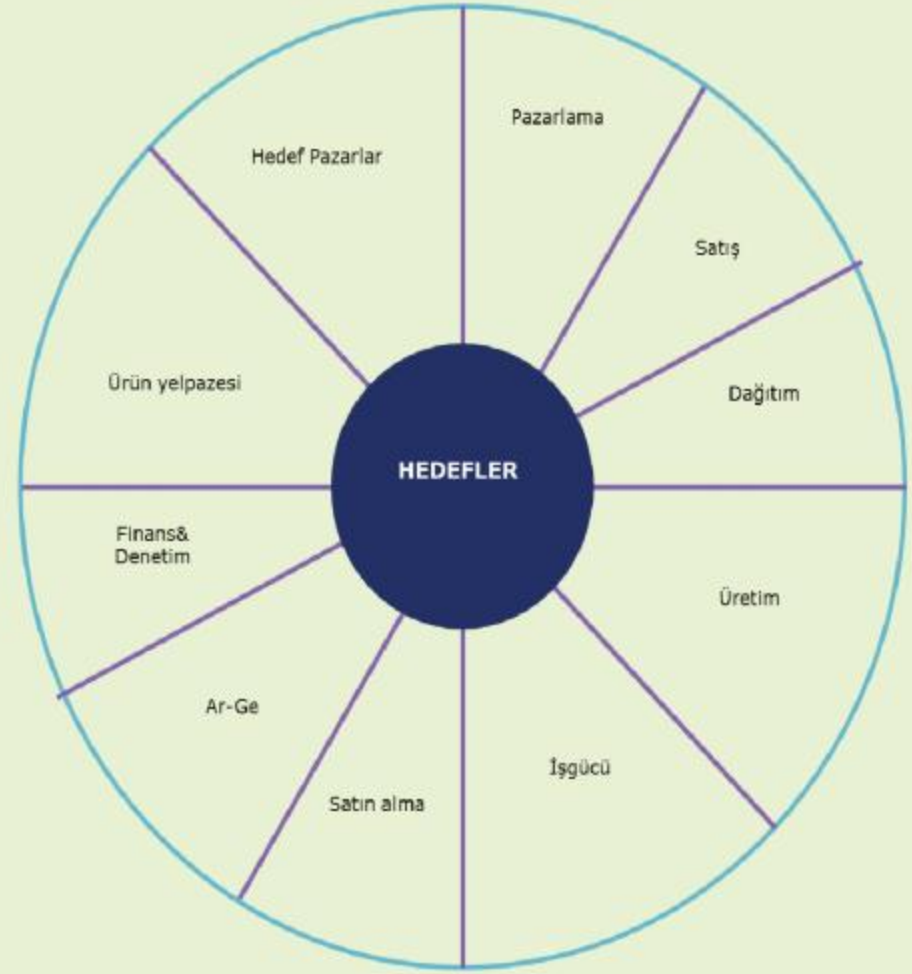 Pazarlama
Hedef Pazarlar
Satış
Ürün yelpazesi
Dağıtım
HEDEFLER
Finans&
Denetim
Üretim
Ar-Ge
İşgücü
Satın alma